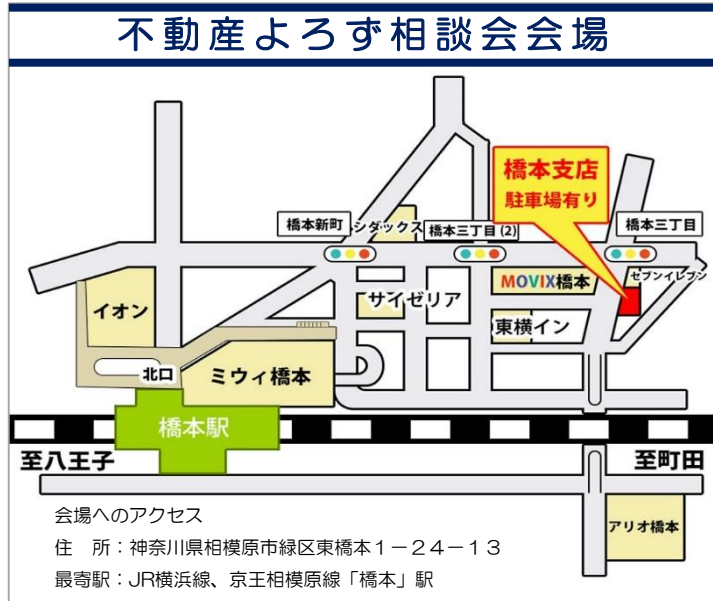 不動産よろず相談会会場
橋本支店
駐車場有り
橋本新町
シダックス
橋本三丁目(2)
橋本三丁目
セブンイレブン
MOVIX橋本
サイゼリア
イオン
東横イン
北口
ミウィ橋本
橋本駅
至八王子
至町田
アリオ橋本
会場へのアクセス
住　所：神奈川県相模原市緑区東橋本１－２４－１３
最寄駅：JR横浜線、京王相模原線「橋本」駅